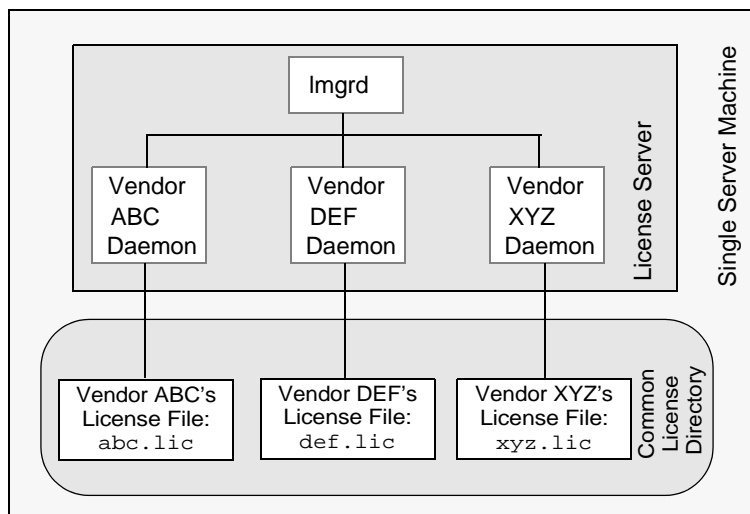 lmgrd
Vendor
ABC
Daemon
Vendor
DEF
Daemon
Vendor
XYZ
Daemon
License Server
Single Server Machine
Vendor ABC's
License File:
abc.lic
Vendor DEF's
License File:
def.lic
Vendor XYZ's
License File:
xyz.lic
Common
License
Directory